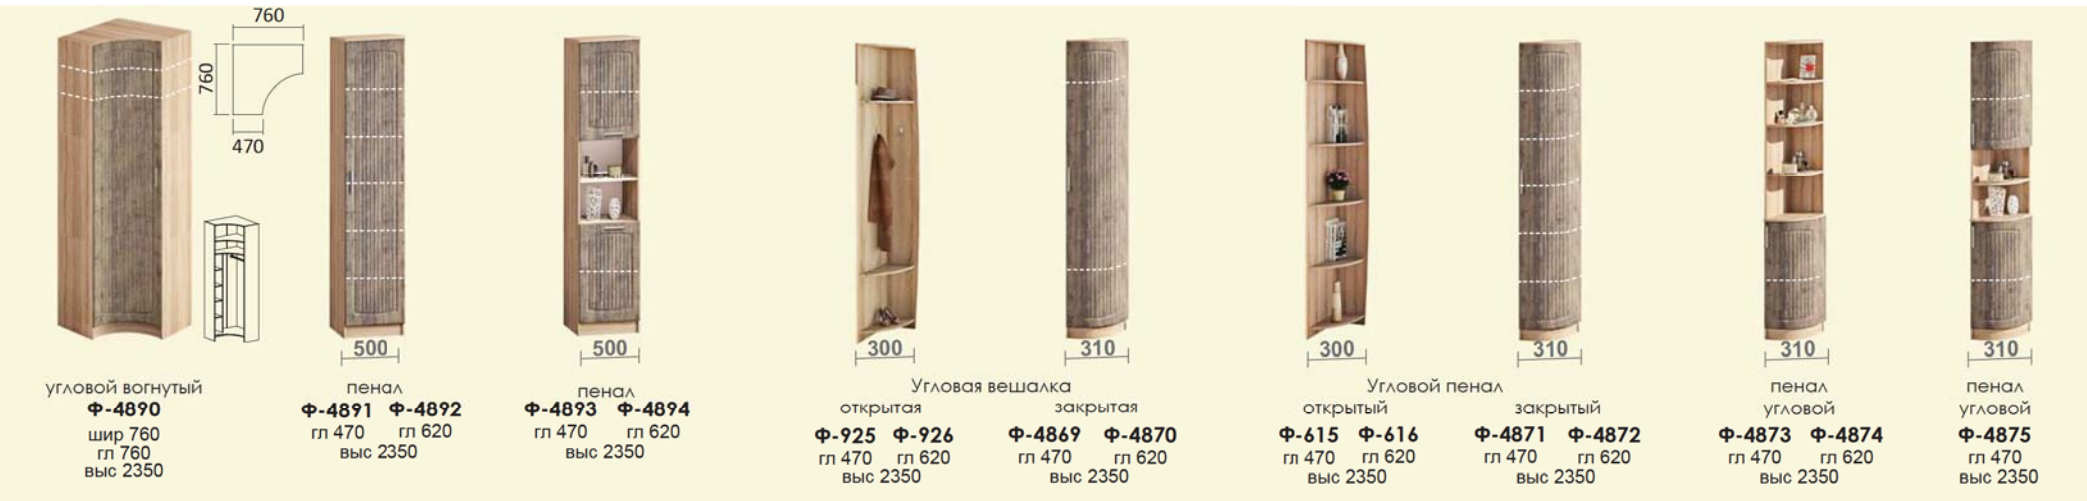 760
760
470
500
500
300
310
300
310
310
310
угловой вогнутый
Ф-4890
шир 760
гл 760
выс 2350
пенал
Ф-4891 Ф-4892
гл 470 гл 620
выс 2350
пенал
Ф-4893 Ф-4894
гл 470 гл 620
выс 2350
Угловая вешалка
открытая
Ф-925 Ф-926
гл 470 гл 620
выс 2350
закрытая
Ф-4869 Ф-4870
гл 470 гл 620
выс 2350
Угловой пенал
открытый
Ф-615 Ф-616
гл 470 гл 620
выс 2350
закрытый
Ф-4871 Ф-4872
гл 470 гл 620
выс 2350
пенал
угловой
Ф-4873 Ф-4874
гл 470 гл 620
выс 2350
пенал
угловой
Ф-4875
гл 470
выс 2350